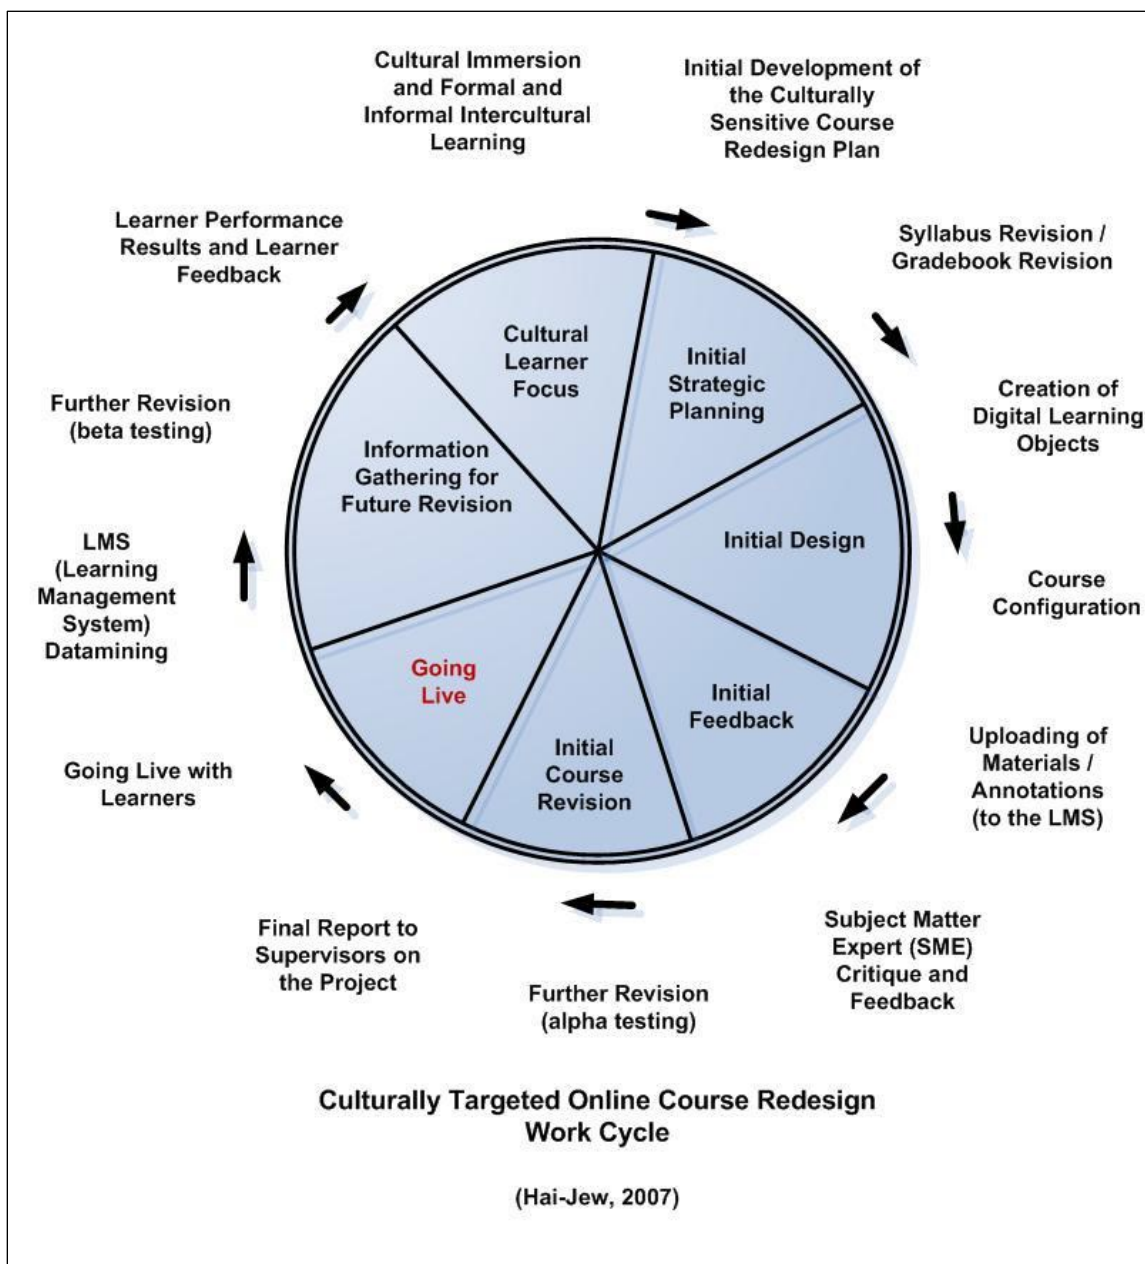 Cultural Immersion
and Formal and
Informal Intercultural
Learning
Initial Development of
the Culturally
Sensitive Course
Redesign Plan
Syllabus Revision /
Gradebook Revision
Creation of
Digital Learning
Objects
Course
Configuration
Uploading of
Materials /
Annotations
(to the LMS)
Subject Matter
Expert (SME)
Critique and
Feedback
Further Revision
(alpha testing)
Final Report to
Supervisors on
the Project
Going Live with
Learners
LMS
(Learning
Management
System)
Datamining
Further Revision
(beta testing)
Learner Performance
Results and Learner
Feedback
Cultural
Learner
Focus
Initial
Strategic
Planning
Initial Design
Initial
Feedback
Initial
Course
Revision
Going
Live
Information
Gathering for
Future Revision
Culturally Targeted Online Course Redesign
Work Cycle
(Hai-Jew, 2007)